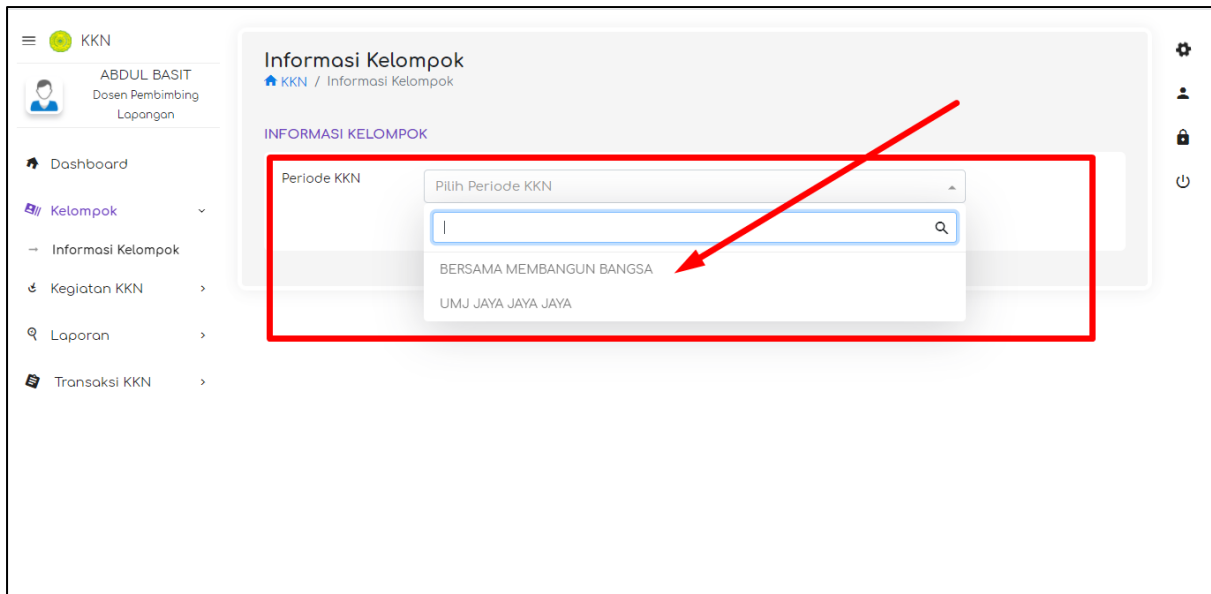 KKN
ABDUL BASIT
Dosen Pembimbing
Lapangan
Dashboard
Kelompok
Informasi Kelompok
Kegiatan KKN
Laporan
Transaksi KKN
Informasi Kelompok
KKN / Informasi Kelompok
INFORMASI KELOMPOK
Periode KKN
Pilih Periode KKN
BERSAMA MEMBANGUN BANGSA
UMJ JAYA JAYA JAYA